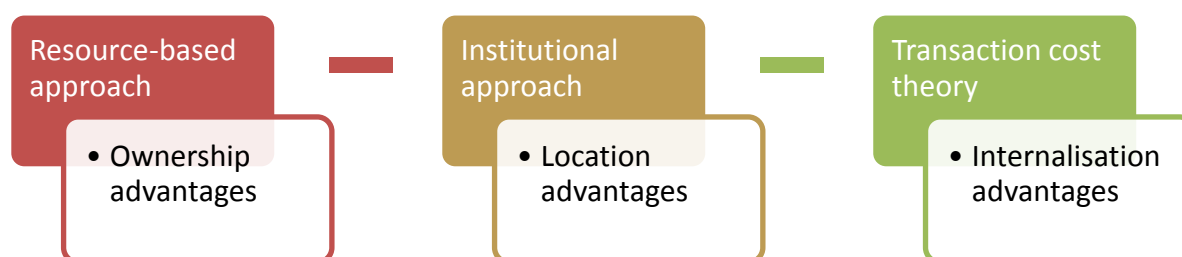 Resource-based
approach
• Ownership
advantages
Institutional
approach
• Location
advantages
Transaction cost
theory
• Internalisation
advantages